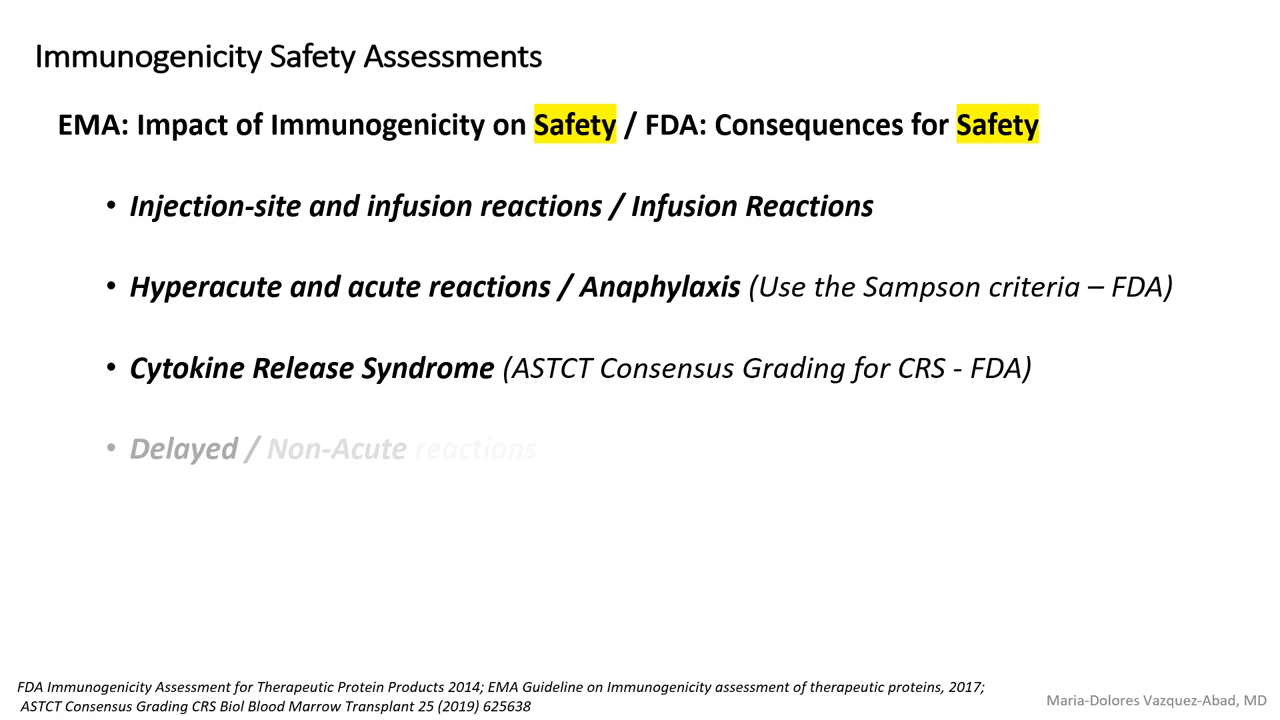 Immunogenicity Safety Assessments
EMA: Impact of Immunogenicity on Safety / FDA: Consequences for Safety
• Injection-site and infusion reactions / Infusion Reactions
• Hyperacute and acute reactions / Anaphylaxis (Use the Sampson criteria – FDA)
• Cytokine Release Syndrome (ASTCT Consensus Grading for CRS - FDA)
• Delayed / Non-Acute reactions
FDA Immunogenicity Assessment for Therapeutic Protein Products 2014; EMA Guideline on Immunogenicity assessment of therapeutic proteins, 2017;
ASTCT Consensus Grading CRS Biol Blood Marrow Transplant 25 (2019) 625638
Maria-Dolores Vazquez-Abad, MD